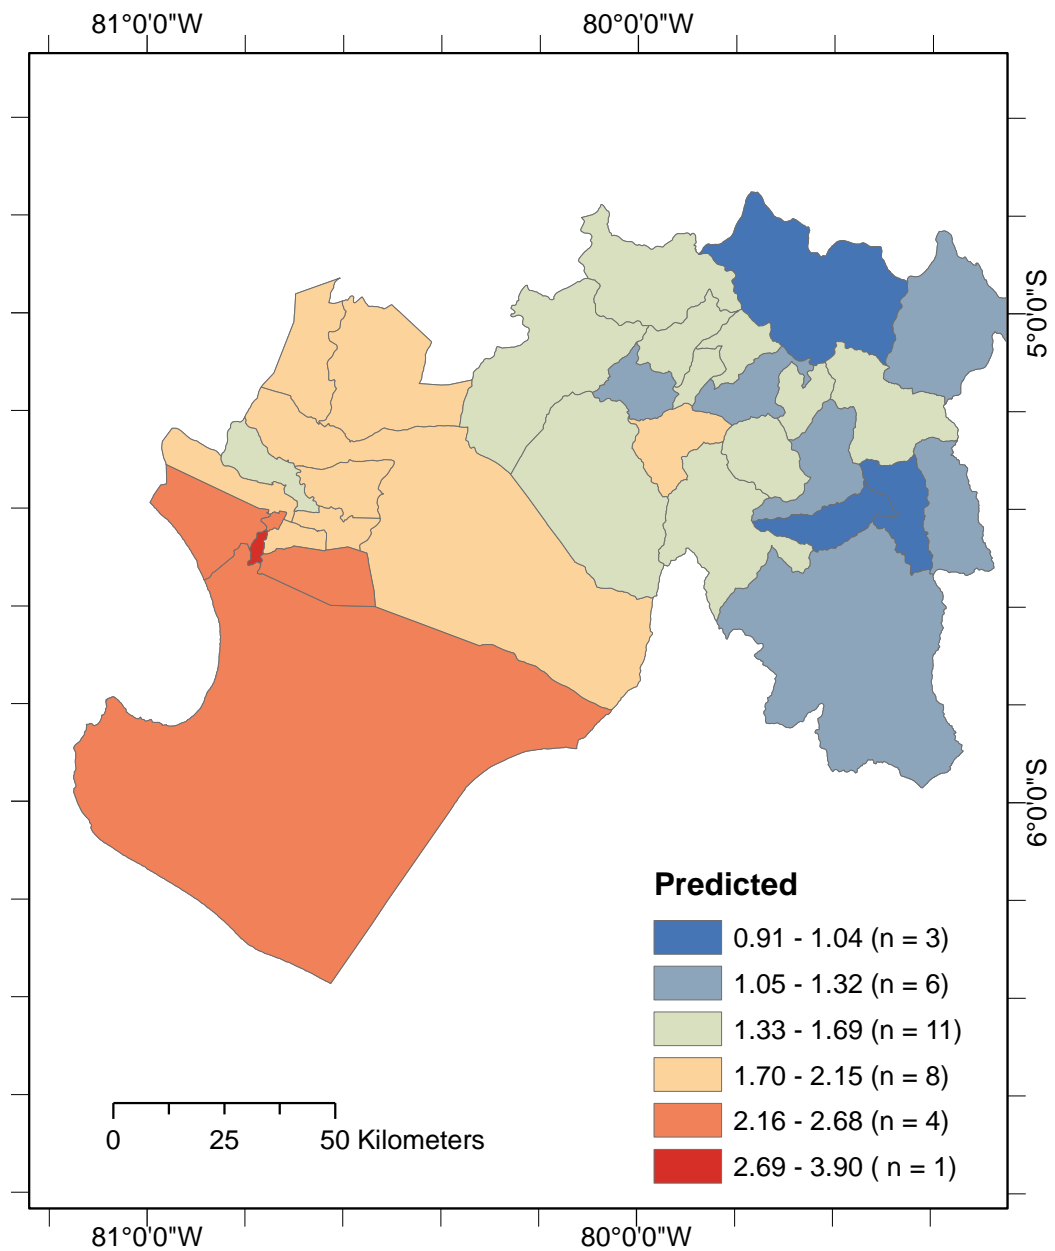 81°0'0"W
80°0'0"W
5°0'0"S
6°0'0"S
Predicted
0.91 - 1.04 (n = 3)
1.05 - 1.32 (n = 6)
1.33 - 1.69 (n = 11)
1.70 - 2.15 (n = 8)
2.16 - 2.68 (n = 4)
2.69 - 3.90 ( n = 1)
0 25 50 Kilometers
81°0'0"W
80°0'0"W